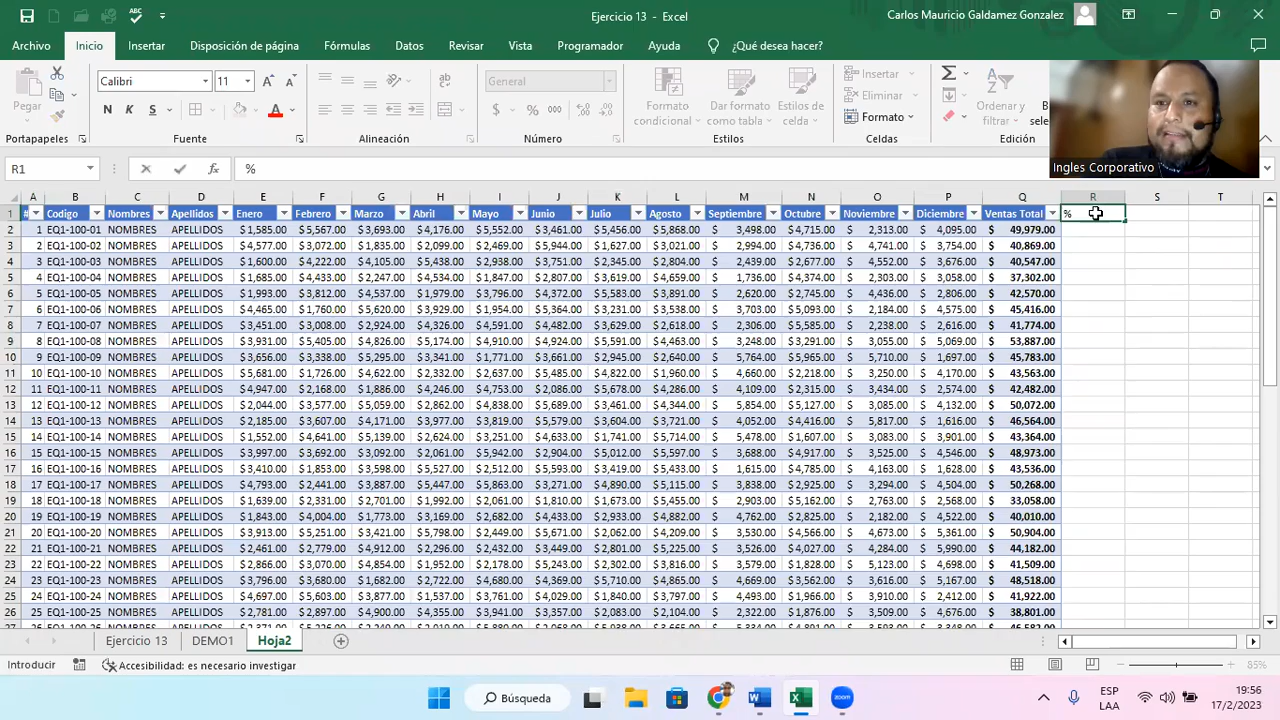 Ejercicio 13 - Excel
Carlos Mauricio Galdamez Gonzalez
Archivo Inicio Insertar Disposición de página Fórmulas Datos Revisar Vista Programador Ayuda ¿Qué desea hacer?
Pegar
Calibri 11
N K S
General
$ % 000
Formato condicional
Dar formato como tabla
Estilos de celda
Insertar
Eliminar
Formato
Ordenar y filtrar
Portapapeles Fuente Alineación Número Estilos Celdas Edición
Ingles Corporativo
R1 fx %
A B C D E F G H I J K L M N O P Q R S T
1 # Codigo Nombres Apellidos Enero Febrero Marzo Abril Mayo Junio Julio Agosto Septiembre Octubre Noviembre Diciembre Ventas Total %
2 1 EQ1-100-01 NOMBRES APELLIDOS $ 1,585.00 $ 5,567.00 $ 3,693.00 $ 4,176.00 $ 5,552.00 $ 3,461.00 $ 5,456.00 $ 5,868.00 $ 3,498.00 $ 4,715.00 $ 2,313.00 $ 4,095.00 $ 49,979.00
3 2 EQ1-100-02 NOMBRES APELLIDOS $ 4,577.00 $ 3,072.00 $ 1,835.00 $ 2,099.00 $ 2,469.00 $ 5,944.00 $ 1,627.00 $ 3,021.00 $ 2,994.00 $ 4,736.00 $ 4,741.00 $ 3,754.00 $ 40,869.00
4 3 EQ1-100-03 NOMBRES APELLIDOS $ 1,600.00 $ 4,222.00 $ 4,105.00 $ 5,438.00 $ 2,938.00 $ 3,751.00 $ 2,345.00 $ 2,804.00 $ 2,439.00 $ 2,677.00 $ 4,552.00 $ 3,676.00 $ 40,547.00
5 4 EQ1-100-04 NOMBRES APELLIDOS $ 1,685.00 $ 4,433.00 $ 2,247.00 $ 4,534.00 $ 1,847.00 $ 2,807.00 $ 3,619.00 $ 4,659.00 $ 1,736.00 $ 4,374.00 $ 2,303.00 $ 3,058.00 $ 37,302.00
6 5 EQ1-100-05 NOMBRES APELLIDOS $ 1,993.00 $ 3,812.00 $ 4,537.00 $ 1,979.00 $ 3,796.00 $ 4,372.00 $ 5,583.00 $ 3,891.00 $ 2,620.00 $ 2,745.00 $ 4,436.00 $ 2,806.00 $ 42,570.00
7 6 EQ1-100-06 NOMBRES APELLIDOS $ 4,465.00 $ 1,760.00 $ 5,620.00 $ 3,929.00 $ 1,954.00 $ 5,364.00 $ 3,231.00 $ 3,538.00 $ 3,703.00 $ 5,093.00 $ 2,184.00 $ 4,575.00 $ 45,416.00
8 7 EQ1-100-07 NOMBRES APELLIDOS $ 3,451.00 $ 3,008.00 $ 2,924.00 $ 4,326.00 $ 4,591.00 $ 4,482.00 $ 3,629.00 $ 2,618.00 $ 2,306.00 $ 5,585.00 $ 2,238.00 $ 2,616.00 $ 41,774.00
9 8 EQ1-100-08 NOMBRES APELLIDOS $ 3,931.00 $ 5,405.00 $ 4,826.00 $ 5,174.00 $ 4,910.00 $ 4,924.00 $ 5,591.00 $ 4,463.00 $ 3,248.00 $ 3,291.00 $ 3,055.00 $ 5,069.00 $ 53,887.00
10 9 EQ1-100-09 NOMBRES APELLIDOS $ 3,656.00 $ 3,338.00 $ 5,295.00 $ 3,341.00 $ 1,771.00 $ 3,661.00 $ 2,945.00 $ 2,640.00 $ 5,764.00 $ 5,965.00 $ 5,710.00 $ 1,697.00 $ 45,783.00
11 10 EQ1-100-10 NOMBRES APELLIDOS $ 5,681.00 $ 1,726.00 $ 4,622.00 $ 2,332.00 $ 2,637.00 $ 5,485.00 $ 4,822.00 $ 1,960.00 $ 4,660.00 $ 2,218.00 $ 3,250.00 $ 4,170.00 $ 43,563.00
12 11 EQ1-100-11 NOMBRES APELLIDOS $ 4,947.00 $ 2,168.00 $ 1,886.00 $ 4,246.00 $ 4,753.00 $ 2,086.00 $ 5,678.00 $ 4,286.00 $ 4,109.00 $ 2,315.00 $ 3,434.00 $ 2,574.00 $ 42,482.00
13 12 EQ1-100-12 NOMBRES APELLIDOS $ 2,044.00 $ 3,577.00 $ 5,059.00 $ 2,862.00 $ 4,838.00 $ 5,689.00 $ 3,461.00 $ 4,344.00 $ 5,854.00 $ 5,127.00 $ 3,085.00 $ 4,132.00 $ 50,072.00
14 13 EQ1-100-13 NOMBRES APELLIDOS $ 2,185.00 $ 3,607.00 $ 4,171.00 $ 3,977.00 $ 3,819.00 $ 5,579.00 $ 3,604.00 $ 3,721.00 $ 4,052.00 $ 4,416.00 $ 5,817.00 $ 1,616.00 $ 46,564.00
15 14 EQ1-100-14 NOMBRES APELLIDOS $ 1,552.00 $ 4,641.00 $ 5,139.00 $ 2,624.00 $ 3,251.00 $ 4,633.00 $ 1,741.00 $ 5,714.00 $ 5,478.00 $ 1,607.00 $ 3,083.00 $ 3,901.00 $ 43,364.00
16 15 EQ1-100-15 NOMBRES APELLIDOS $ 3,997.00 $ 3,692.00 $ 3,092.00 $ 2,061.00 $ 5,942.00 $ 2,904.00 $ 5,012.00 $ 5,597.00 $ 3,688.00 $ 4,917.00 $ 3,525.00 $ 4,546.00 $ 48,973.00
17 16 EQ1-100-16 NOMBRES APELLIDOS $ 3,410.00 $ 1,853.00 $ 3,598.00 $ 5,527.00 $ 2,512.00 $ 5,593.00 $ 3,419.00 $ 5,433.00 $ 1,615.00 $ 4,785.00 $ 4,163.00 $ 1,628.00 $ 43,536.00
18 17 EQ1-100-17 NOMBRES APELLIDOS $ 4,793.00 $ 2,441.00 $ 3,887.00 $ 5,447.00 $ 5,863.00 $ 3,271.00 $ 4,890.00 $ 5,115.00 $ 3,838.00 $ 2,925.00 $ 3,294.00 $ 4,504.00 $ 50,268.00
19 18 EQ1-100-18 NOMBRES APELLIDOS $ 1,639.00 $ 2,331.00 $ 2,701.00 $ 1,992.00 $ 2,061.00 $ 1,810.00 $ 1,673.00 $ 5,455.00 $ 2,903.00 $ 5,162.00 $ 2,763.00 $ 2,568.00 $ 33,058.00
20 19 EQ1-100-19 NOMBRES APELLIDOS $ 1,843.00 $ 4,004.00 $ 1,773.00 $ 3,169.00 $ 2,682.00 $ 4,433.00 $ 2,933.00 $ 4,882.00 $ 4,762.00 $ 2,825.00 $ 2,182.00 $ 4,522.00 $ 40,010.00
21 20 EQ1-100-20 NOMBRES APELLIDOS $ 3,913.00 $ 5,251.00 $ 3,421.00 $ 5,798.00 $ 2,449.00 $ 5,671.00 $ 2,062.00 $ 4,209.00 $ 3,530.00 $ 4,566.00 $ 4,673.00 $ 5,361.00 $ 50,904.00
22 21 EQ1-100-21 NOMBRES APELLIDOS $ 2,461.00 $ 2,779.00 $ 4,912.00 $ 2,296.00 $ 2,432.00 $ 4,971.00 $ 2,801.00 $ 5,225.00 $ 3,526.00 $ 4,027.00 $ 4,284.00 $ 5,990.00 $ 44,182.00
23 22 EQ1-100-22 NOMBRES APELLIDOS $ 2,866.00 $ 3,070.00 $ 4,854.00 $ 1,952.00 $ 2,178.00 $ 5,243.00 $ 2,302.00 $ 3,816.00 $ 3,579.00 $ 1,828.00 $ 5,123.00 $ 4,698.00 $ 41,509.00
24 23 EQ1-100-23 NOMBRES APELLIDOS $ 3,796.00 $ 3,680.00 $ 1,682.00 $ 2,722.00 $ 4,680.00 $ 4,369.00 $ 5,710.00 $ 4,865.00 $ 4,669.00 $ 3,562.00 $ 3,616.00 $ 5,167.00 $ 48,518.00
25 24 EQ1-100-24 NOMBRES APELLIDOS $ 4,697.00 $ 5,603.00 $ 3,877.00 $ 1,537.00 $ 3,761.00 $ 4,029.00 $ 1,840.00 $ 3,797.00 $ 4,493.00 $ 1,966.00 $ 3,910.00 $ 2,412.00 $ 41,922.00
26 25 EQ1-100-25 NOMBRES APELLIDOS $ 2,781.00 $ 2,897.00 $ 4,900.00 $ 4,355.00 $ 3,941.00 $ 3,357.00 $ 2,083.00 $ 2,104.00 $ 2,322.00 $ 1,876.00 $ 3,509.00 $ 4,676.00 $ 38,801.00
Ejercicio 13 DEMO1 Hoja2
Introducir Accesibilidad: es necesario investigar 85%
Búsqueda
ESP
LAA
19:56
17/2/2023